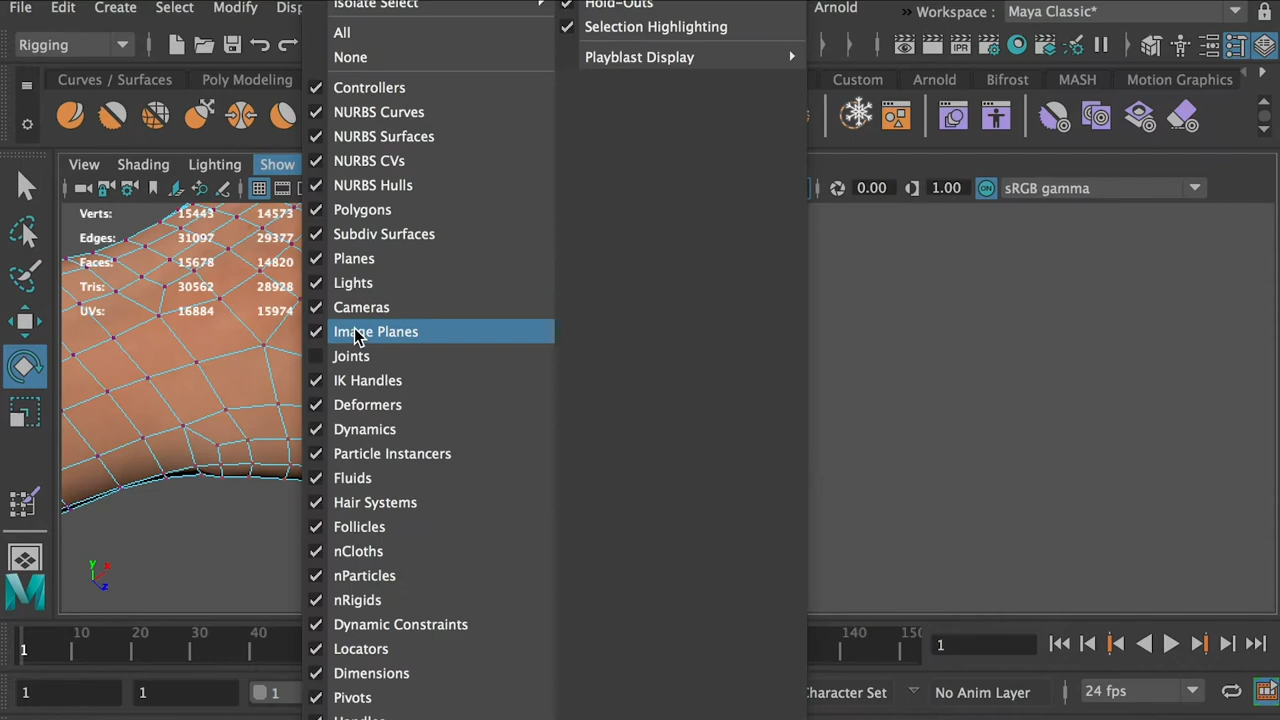 File Edit Create Select Modify Disp
Isolate Select
Hold-Outs
Arnold
Workspace: Maya Classic*
All
Selection Highlighting
Rigging
None
Playblast Display
Curves / Surfaces Poly Modeling
Controllers
Custom Arnold Bifrost MASH Motion Graphics
NURBS Curves
NURBS Surfaces
View Shading Lighting Show
NURBS CVs
NURBS Hulls
0.00 1.00 ON sRGB gamma
Verts: 15443 14573
Polygons
Edges: 31097 29377
Subdiv Surfaces
Faces: 15678 14820
Planes
Tris: 30562 28928
Lights
UVs: 16884 15974
Cameras
Image Planes
Joints
IK Handles
Deformers
Dynamics
Particle Instancers
Fluids
Hair Systems
Follicles
nCloths
y x
z
nParticles
nRigids
Dynamic Constraints
10 20 30 40
140 150
1
1
Locators
Dimensions
1 1 1
Character Set No Anim Layer 24 fps
Pivots
Handles
IPR
M